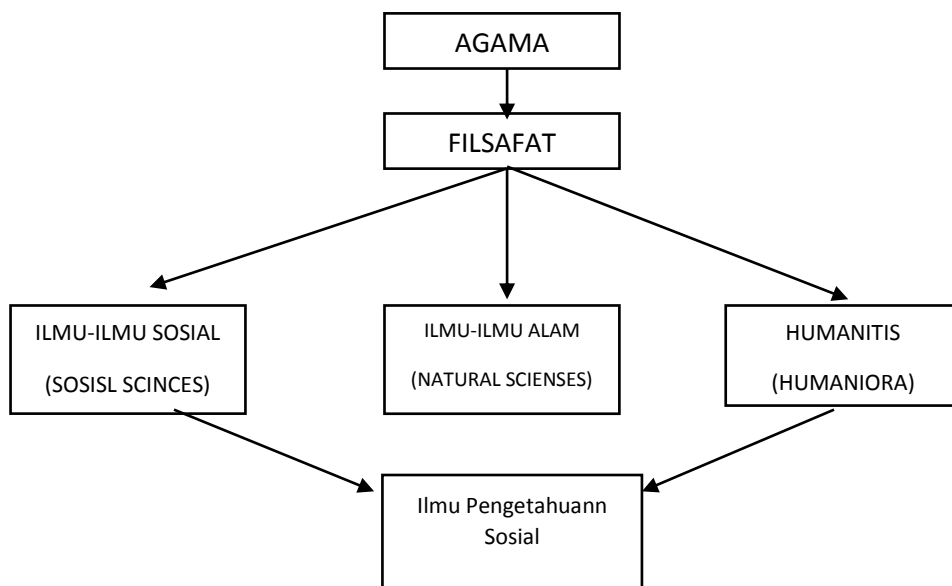 AGAMA
FILSAFAT
ILMU-ILMU SOSIAL
(SOSISL SCINCES)
ILMU-ILMU ALAM
(NATURAL SCIENSES)
HUMANITIS
(HUMANIORA)
Ilmu Pengetahuann
Sosial